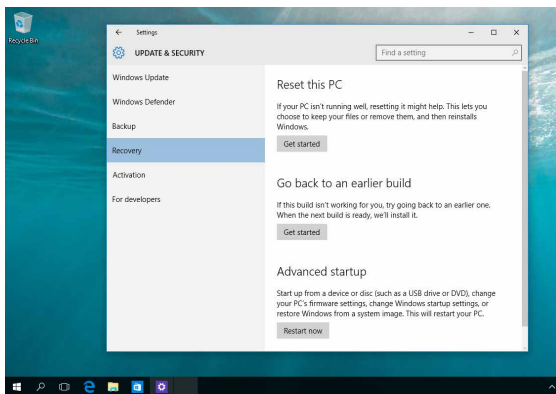 Recycle Bin
Settings
UPDATE & SECURITY
Find a setting
Windows Update
Windows Defender
Backup
Recovery
Activation
For developers
Reset this PC
If your PC isn't running well, resetting it might help. This lets you
choose to keep your files or remove them, and then reinstalls
Windows.
Get started
Go back to an earlier build
If this build isn't working for you, try going back to an earlier one.
When the next build is ready, we'll install it.
Get started
Advanced startup
Start up from a device or disc (such as a USB drive or DVD), change
your PC's firmware settings, change Windows startup settings, or
restore Windows from a system image. This will restart your PC.
Restart now